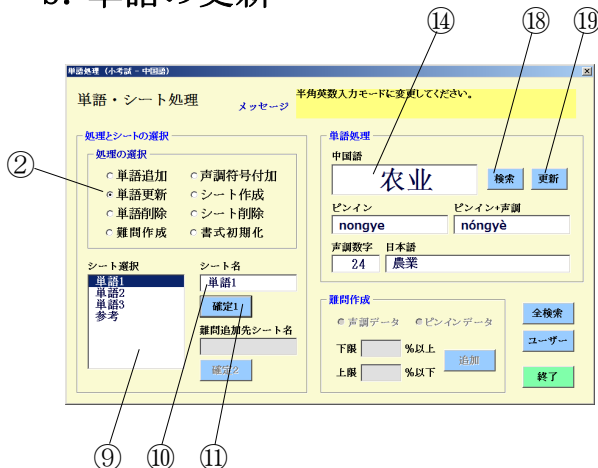 b. 単語の更新
⑭ ⑱ ⑲
単語処理 (小考試 - 中国語)
単語・シート処理
メッセージ
半角英数入力モードに変更してください。
処理とシートの選択
処理の選択
単語追加 声調符号付加
② 単語更新 シート作成
単語削除 シート削除
難問作成 書式初期化
シート選択
単語1
単語2
単語3
参考
シート名
単語1
確定1
難問追加先シート名
確定2
単語処理
中国語
农业 検索 更新
ピンイン ピンイン+声調
nongye nóngyè
声調数字 日本語
24 農業
難問作成
声調データ ピンインデータ
下限 %以上
上限 %以下
追加
全検索
ユーザー
終了
⑨ ⑩ ⑪